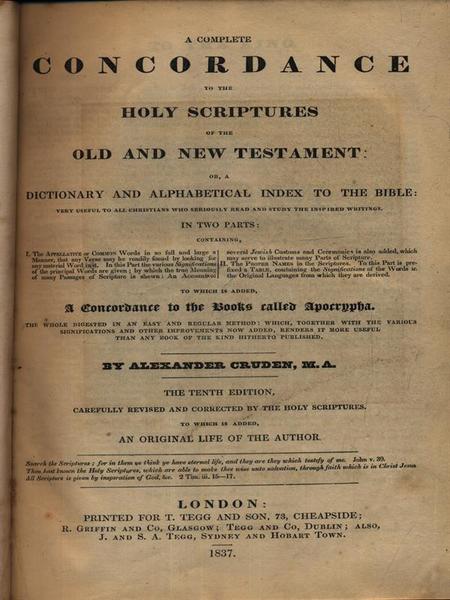 A COMPLETE
CONCORDANCE
TO THE
HOLY SCRIPTURES
OF THE
OLD AND NEW TESTAMENT:
OR, A
DICTIONARY AND ALPHABETICAL INDEX TO THE BIBLE:
VERY USEFUL TO ALL CHRISTIANS WHO SERIOUSLY READ AND STUDY THE INSPIRED WRITINGS.
IN TWO PARTS:
CONTAINING,
I. The Appellative or Common Words in so full and large a
Manner, that any Verse may be readily found by looking for
any material Word in it. In this Part the various Significations
of the principal Words are given; by which the true Meaning
of many Passages of Scripture is shewn: An Account of
several Jewish Customs and Ceremonies is also added, which
may serve to illustrate many Parts of Scripture.
II. The Proper Names in the Scriptures. To this Part is pre-
fixed a Table, containing the Significations of the Words in
the Original Languages from which they are derived.
TO WHICH IS ADDED,
A Concordance to the Books called Apocrypha.
THE WHOLE DIGESTED IN AN EASY AND REGULAR METHOD: WHICH, TOGETHER WITH THE VARIOUS
SIGNIFICATIONS AND OTHER IMPROVEMENTS NOW ADDED, RENDERS IT MORE USEFUL
THAN ANY BOOK OF THE KIND HITHERTO PUBLISHED.
BY ALEXANDER CRUDEN, M.A.
THE TENTH EDITION,
CAREFULLY REVISED AND CORRECTED BY THE HOLY SCRIPTURES.
TO WHICH IS ADDED,
AN ORIGINAL LIFE OF THE AUTHOR.
Search the Scriptures; for in them ye think ye have eternal life, and they are they which testify of me. John v. 39.
Thou hast known the Holy Scriptures, which are able to make thee wise unto salvation, through faith which is in Christ Jesus
All Scripture is given by inspiration of God, &c. 2 Tim. iii. 15—17.
LONDON:
PRINTED FOR T. TEGG AND SON, 73, CHEAPSIDE;
R. GRIFFIN AND CO, GLASGOW; TEGG AND CO, DUBLIN; ALSO,
J. AND S. A. TEGG, SYDNEY AND HOBART TOWN.
1837.